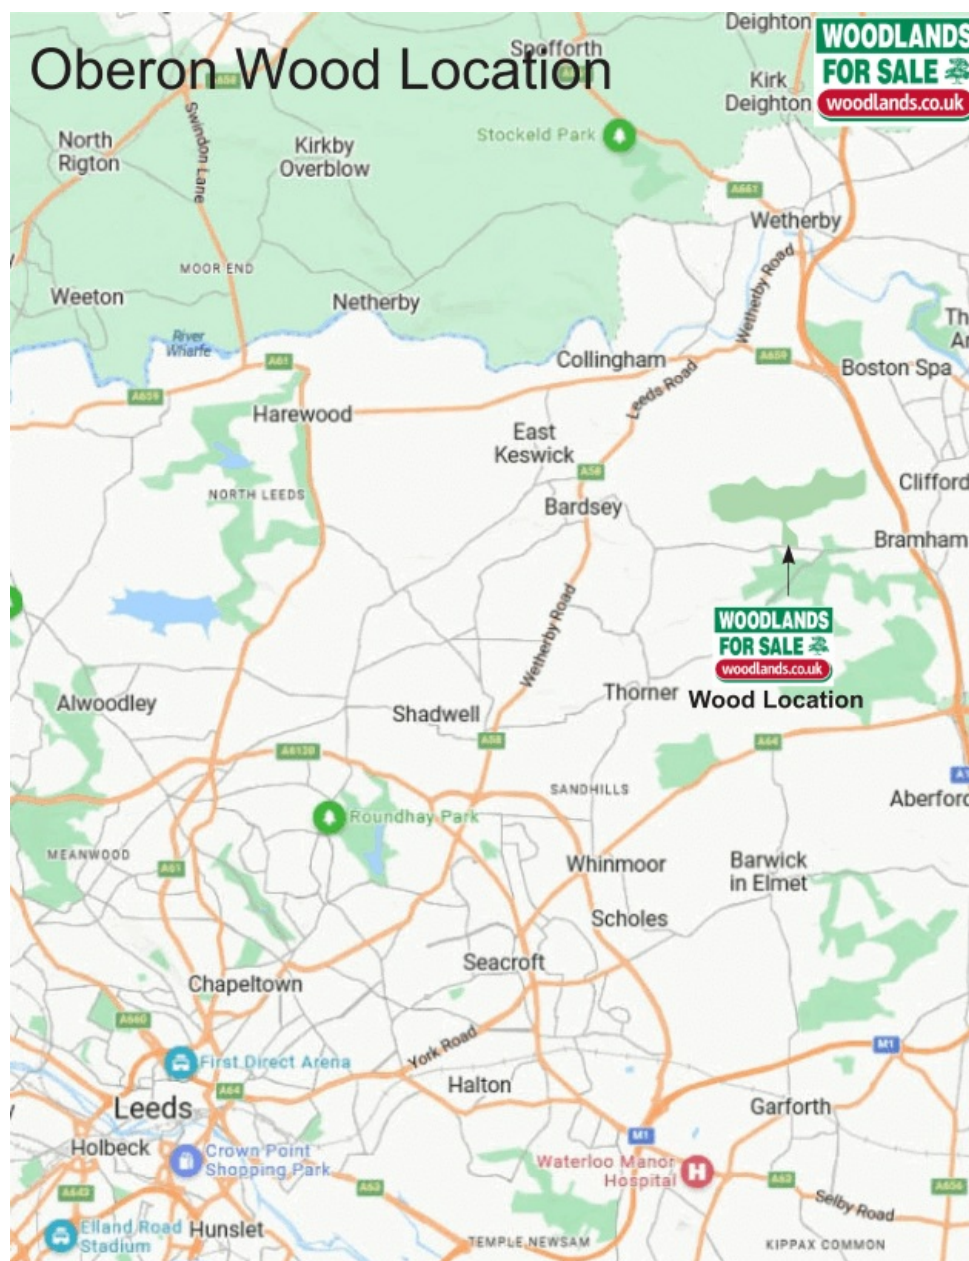 Oberon Wood Location
Deighton
WOODLANDS
FOR SALE
woodlands.co.uk
Spofforth
Kirk
Deighton
Stockeld Park
North
Rigton
Swindon Lane
Kirkby
Overblow
A661
Wetherby
MOOR END
Weeton
Netherby
Wetherby Road
River
Wharfe
A61
Collingham
A659
Boston Spa
A659
Harewood
Leeds Road
East
Keswick
A58
Clifford
NORTH LEEDS
Bardsey
Bramham
WOODLANDS
FOR SALE
woodlands.co.uk
Wood Location
Wetherby Road
Thorner
Alwoodley
Shadwell
A58
A64
A6120
SANDHILLS
Aberford
Roundhay Park
MEANWOOD
A61
Whinmoor
Barwick
in Elmet
Scholes
Seacroft
Chapeltown
A660
York Road
M1
First Direct Arena
A64
Halton
Leeds
Garforth
Holbeck
M1
Crown Point
Shopping Park
Waterloo Manor
Hospital
A63
A63
A643
A656
Selby Road
Elland Road
Stadium
Hunslet
TEMPLE NEWSAM
KIPPAX COMMON